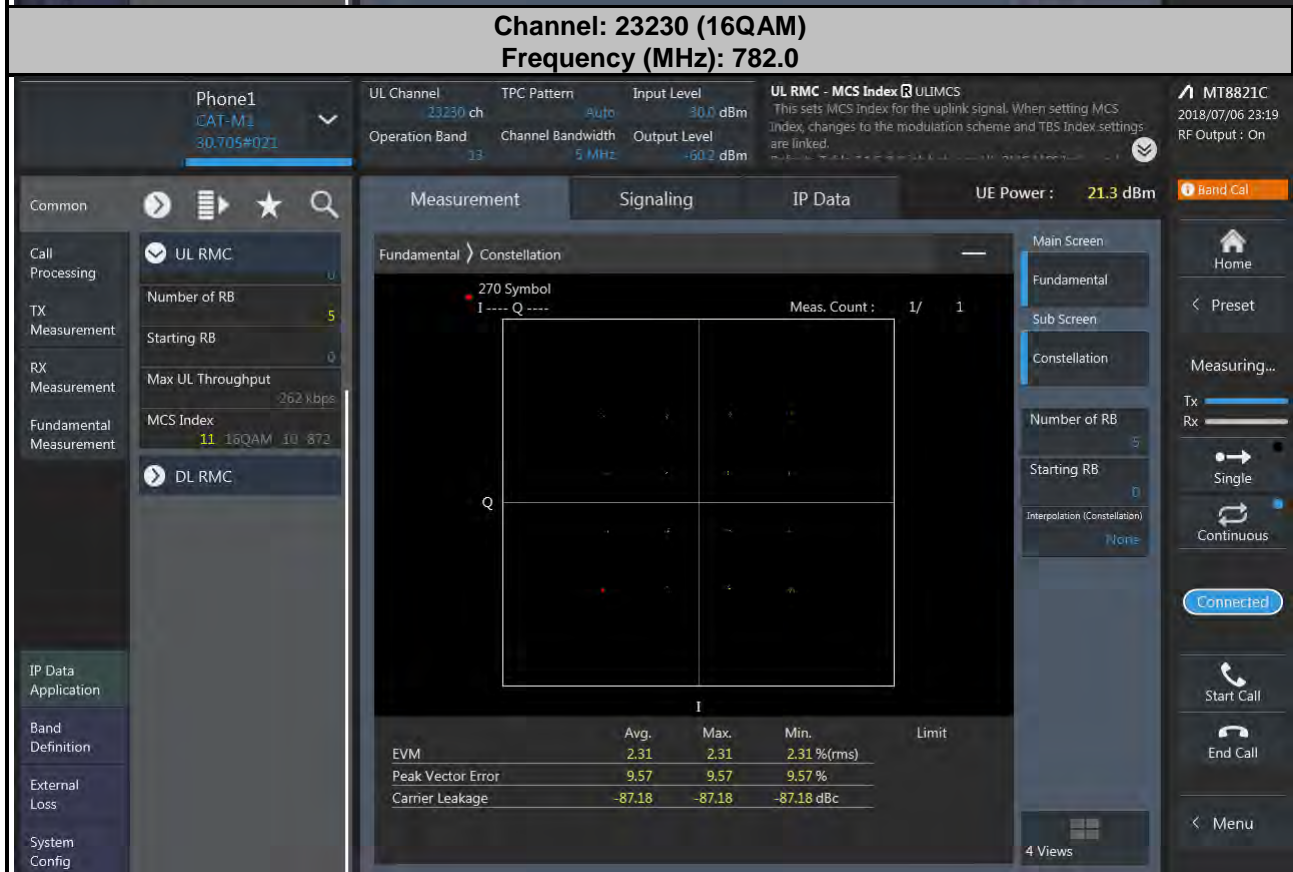 Channel: 23230 (16QAM)
Frequency (MHz): 782.0
Phone1
CAT-M1
30.705#021
UL Channel
23230 ch
TPC Pattern
Auto
Input Level
30.0 dBm
Operation Band
13
Channel Bandwidth
5 MHz
Output Level
-60.2 dBm
UL RMC - MCS Index R ULIMCS
This sets MCS Index for the uplink signal. When setting MCS
Index, changes to the modulation scheme and TBS Index settings
are linked.
MT8821C
2018/07/06 23:19
RF Output : On
Common
Call
Processing
TX
Measurement
RX
Measurement
Fundamental
Measurement
IP Data
Application
Band
Definition
External
Loss
System
Config
UL RMC
Number of RB
5
Starting RB
0
Max UL Throughput
262 kbps
MCS Index
11 16QAM 10 872
DL RMC
Measurement
Signaling
IP Data
UE Power : 21.3 dBm
Fundamental 〉 Constellation
270 Symbol
I ---- Q ----
Meas. Count : 1/ 1
Q
I
Avg. Max. Min. Limit
EVM 2.31 2.31 2.31 %(rms)
Peak Vector Error 9.57 9.57 9.57 %
Carrier Leakage -87.18 -87.18 -87.18 dBc
Main Screen
Fundamental
Sub Screen
Constellation
Number of RB
5
Starting RB
0
Interpolation (Constellation)
None
4 Views
Band Cal
Home
< Preset
Measuring...
Tx
Rx
Single
Continuous
Connected
Start Call
End Call
< Menu